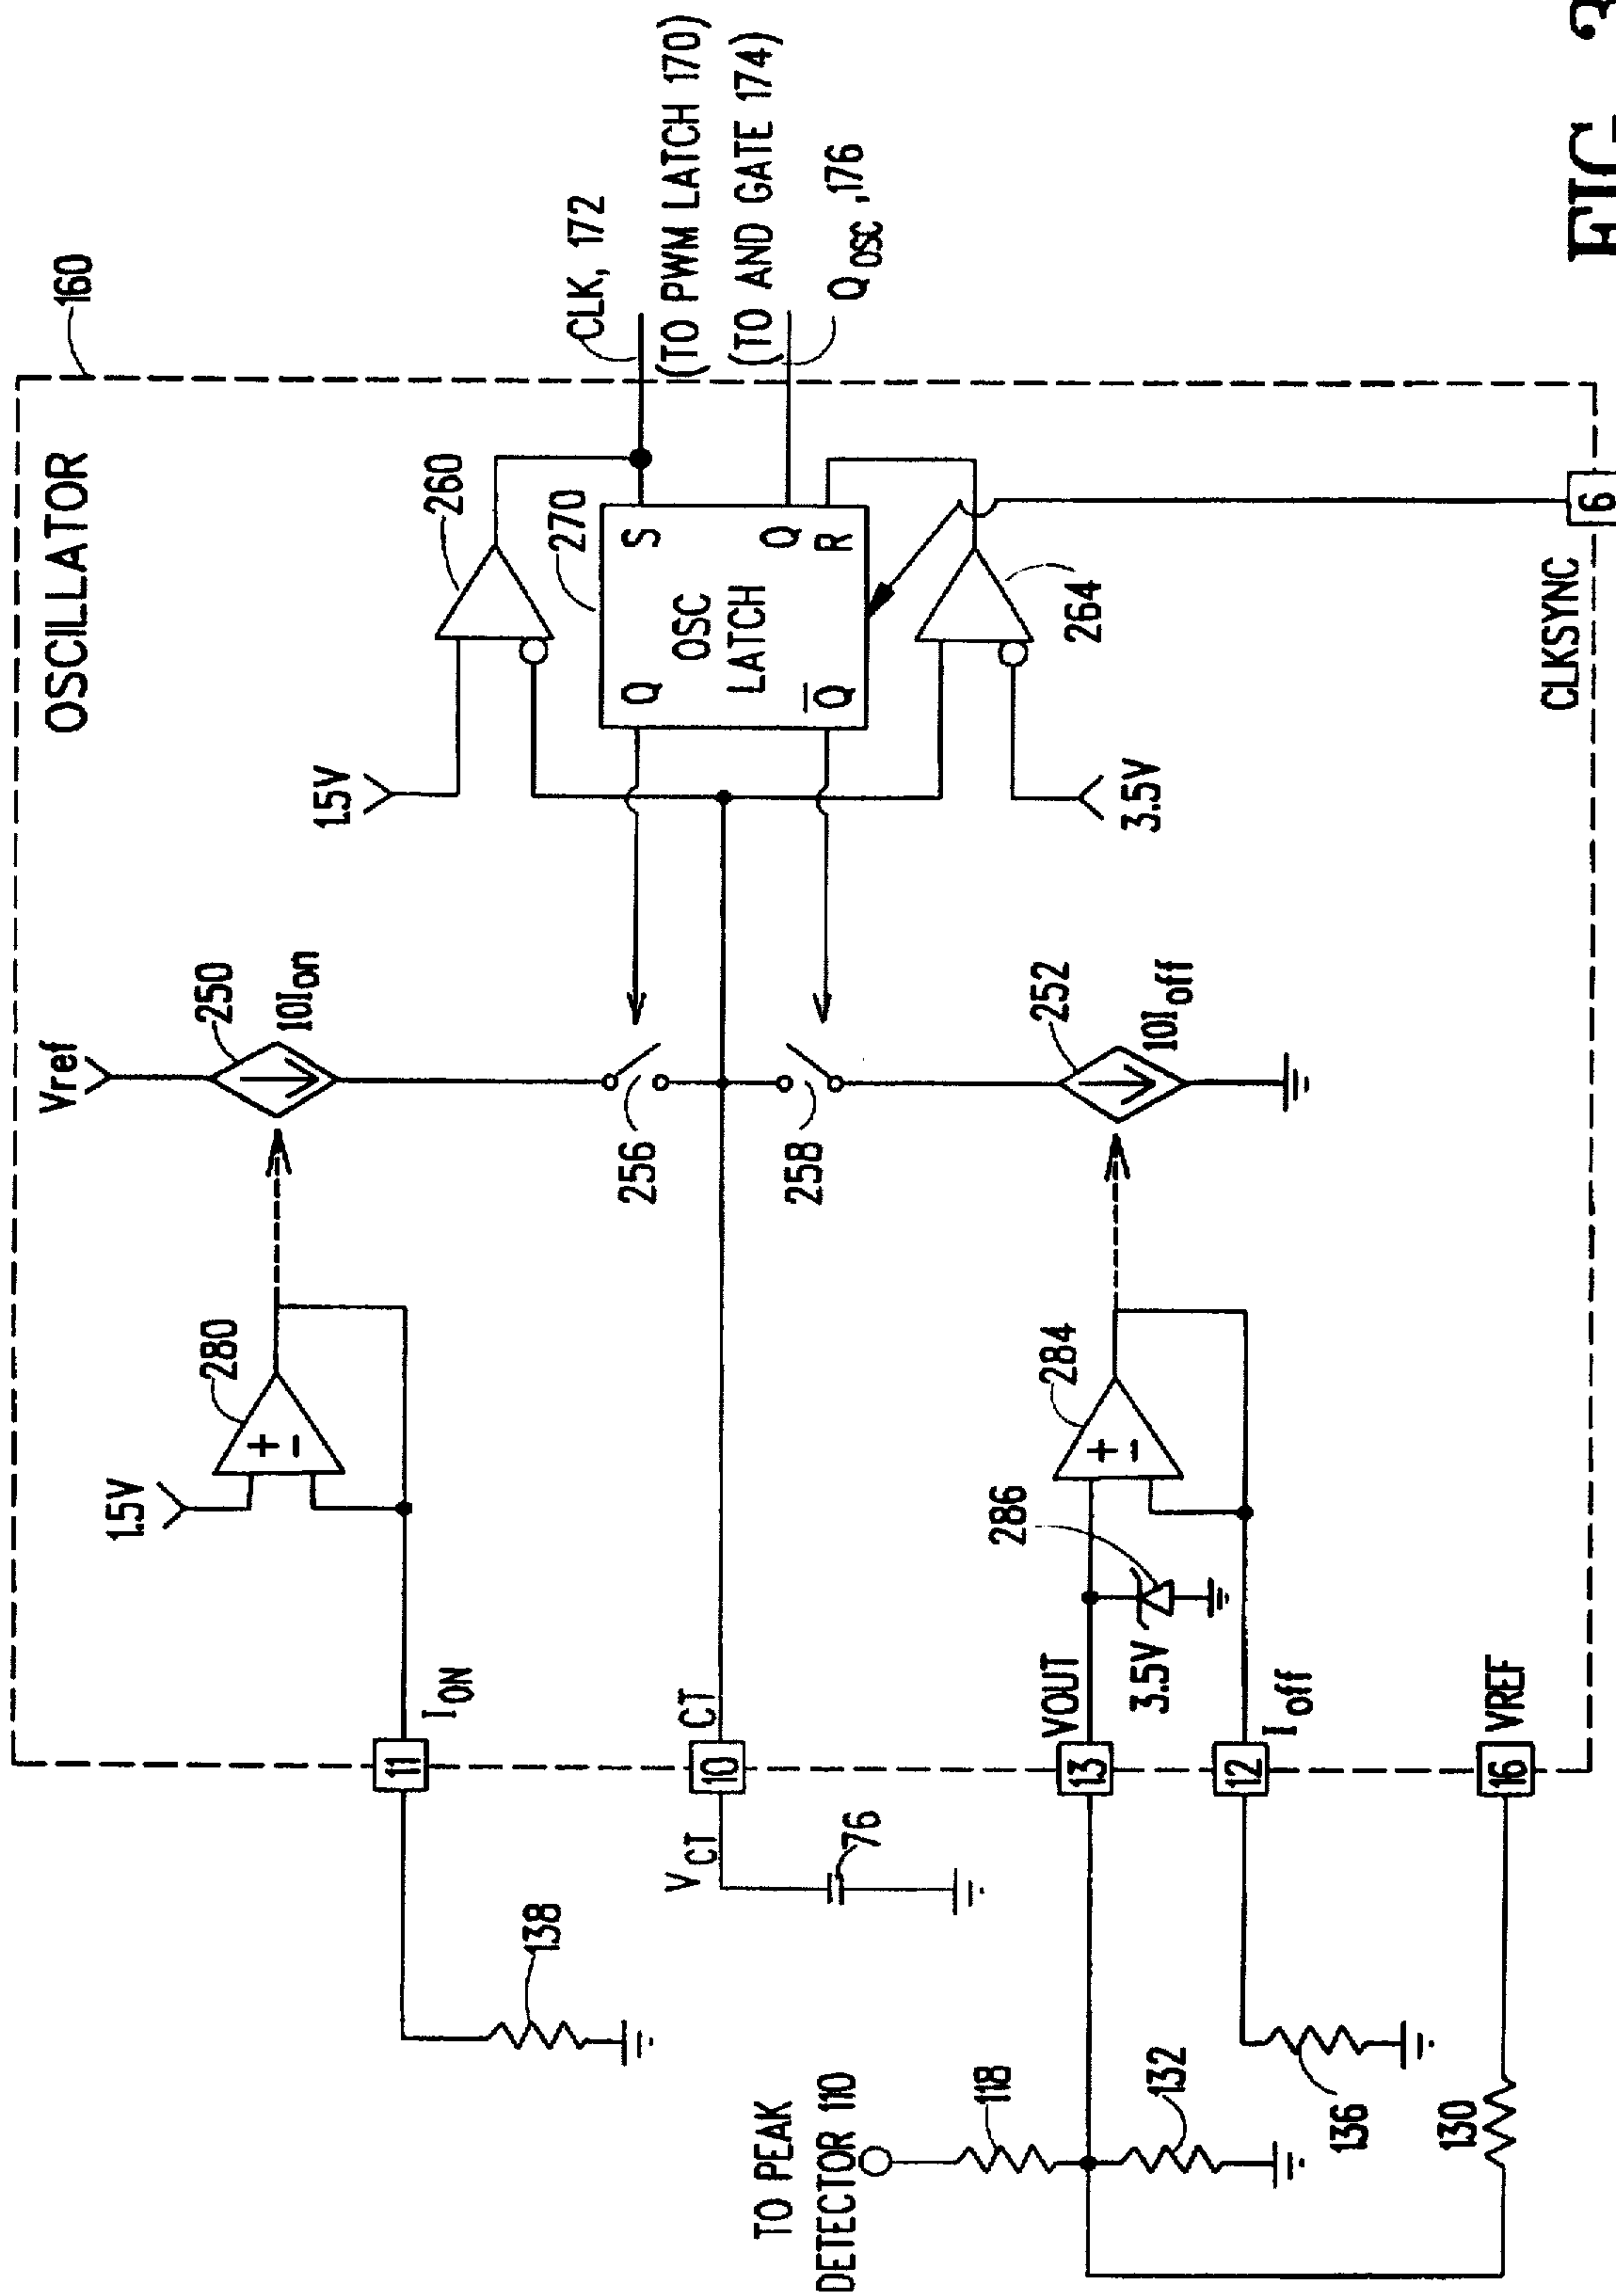 OSCILLATOR
160
Vref
250
10I on
1.5V
280
1.5V
260
CLK, 172
(TO PWM LATCH 170)
(TO AND GATE 174)
Q OSC ,176
270
S
Q
R
Q
Q̅
OSC
LATCH
264
3.5V
256
258
252
10I off
I ON
11
CT
10
V CT
76
138
284
286
3.5V
VOUT
13
I off
12
VREF
16
CLKSYNC
6
TO PEAK
DETECTOR 110
118
132
136
130
+
-
+
-
FIG. 3